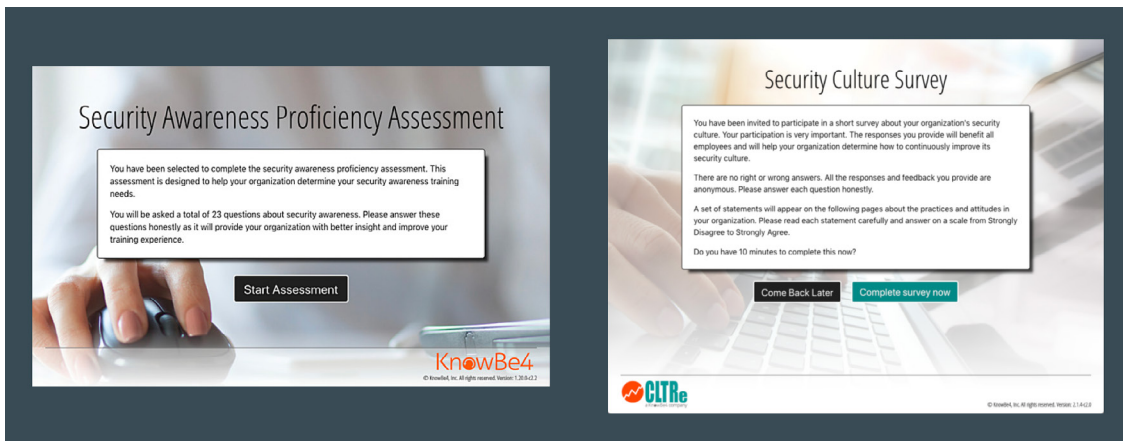 Security Awareness Proficiency Assessment
You have been selected to complete the security awareness proficiency assessment. This
assessment is designed to help your organization determine your security awareness training
needs.
You will be asked a total of 23 questions about security awareness. Please answer these
questions honestly as it will provide your organization with better insight and improve your
training experience.
Start Assessment
KnowBe4
© KnowBe4, Inc. All rights reserved. Version: 1.20.0-c2.2
Security Culture Survey
You have been invited to participate in a short survey about your organization's security
culture. Your participation is very important. The responses you provide will benefit all
employees and will help your organization determine how to continuously improve its
security culture.
There are no right or wrong answers. All the responses and feedback you provide are
anonymous. Please answer each question honestly.
A set of statements will appear on the following pages about the practices and attitudes in
your organization. Please read each statement carefully and answer on a scale from Strongly
Disagree to Strongly Agree.
Do you have 10 minutes to complete this now?
Come Back Later
Complete survey now
CLTRe
a KnowBe4 company
© KnowBe4, Inc. All rights reserved. Version: 2.1.4-c2.0